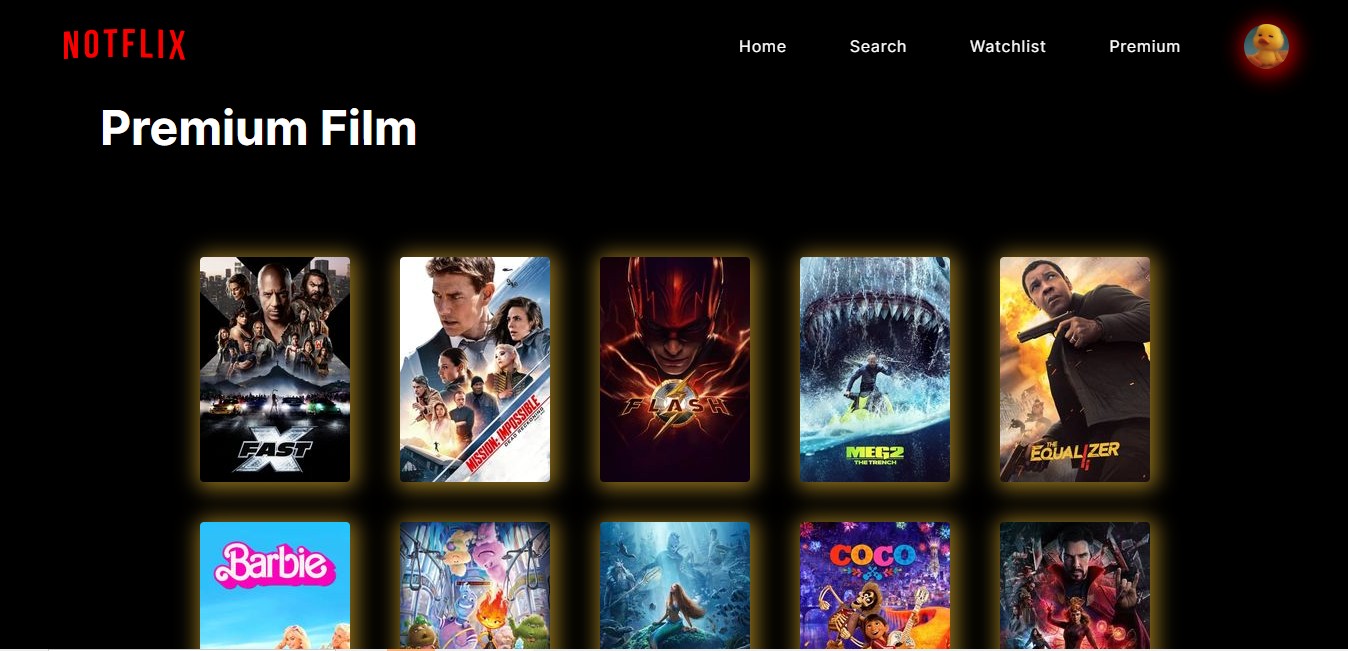 NOTFLIX
Home Search Watchlist Premium
Premium Film
FAST X
MISSION: IMPOSSIBLE
DEAD RECKONING
FLASH
MEG2
THE TRENCH
THE
EQUALIZER
II
Barbie
COCO